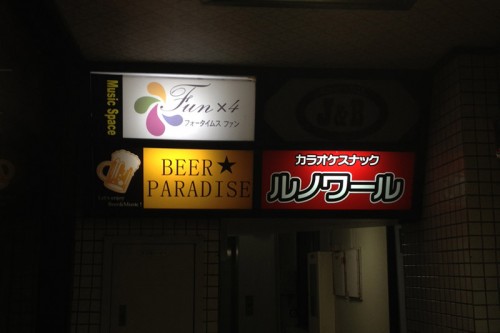 Music Space
Fun×4
フォータイムス ファン
BEER★
PARADISE
カラオケスナック
ルノワール